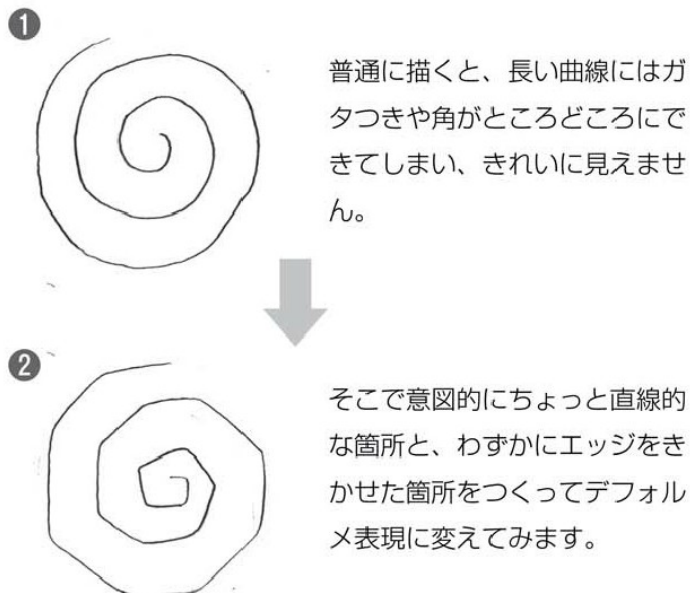 ❶
普通に描くと、長い曲線にはガ
タつきや角がところどころにで
きてしまい、きれいに見えませ
ん。
❷
そこで意図的にちょっと直線的
な箇所と、わずかにエッジをき
かせた箇所をつくってデフォル
メ表現に変えてみます。